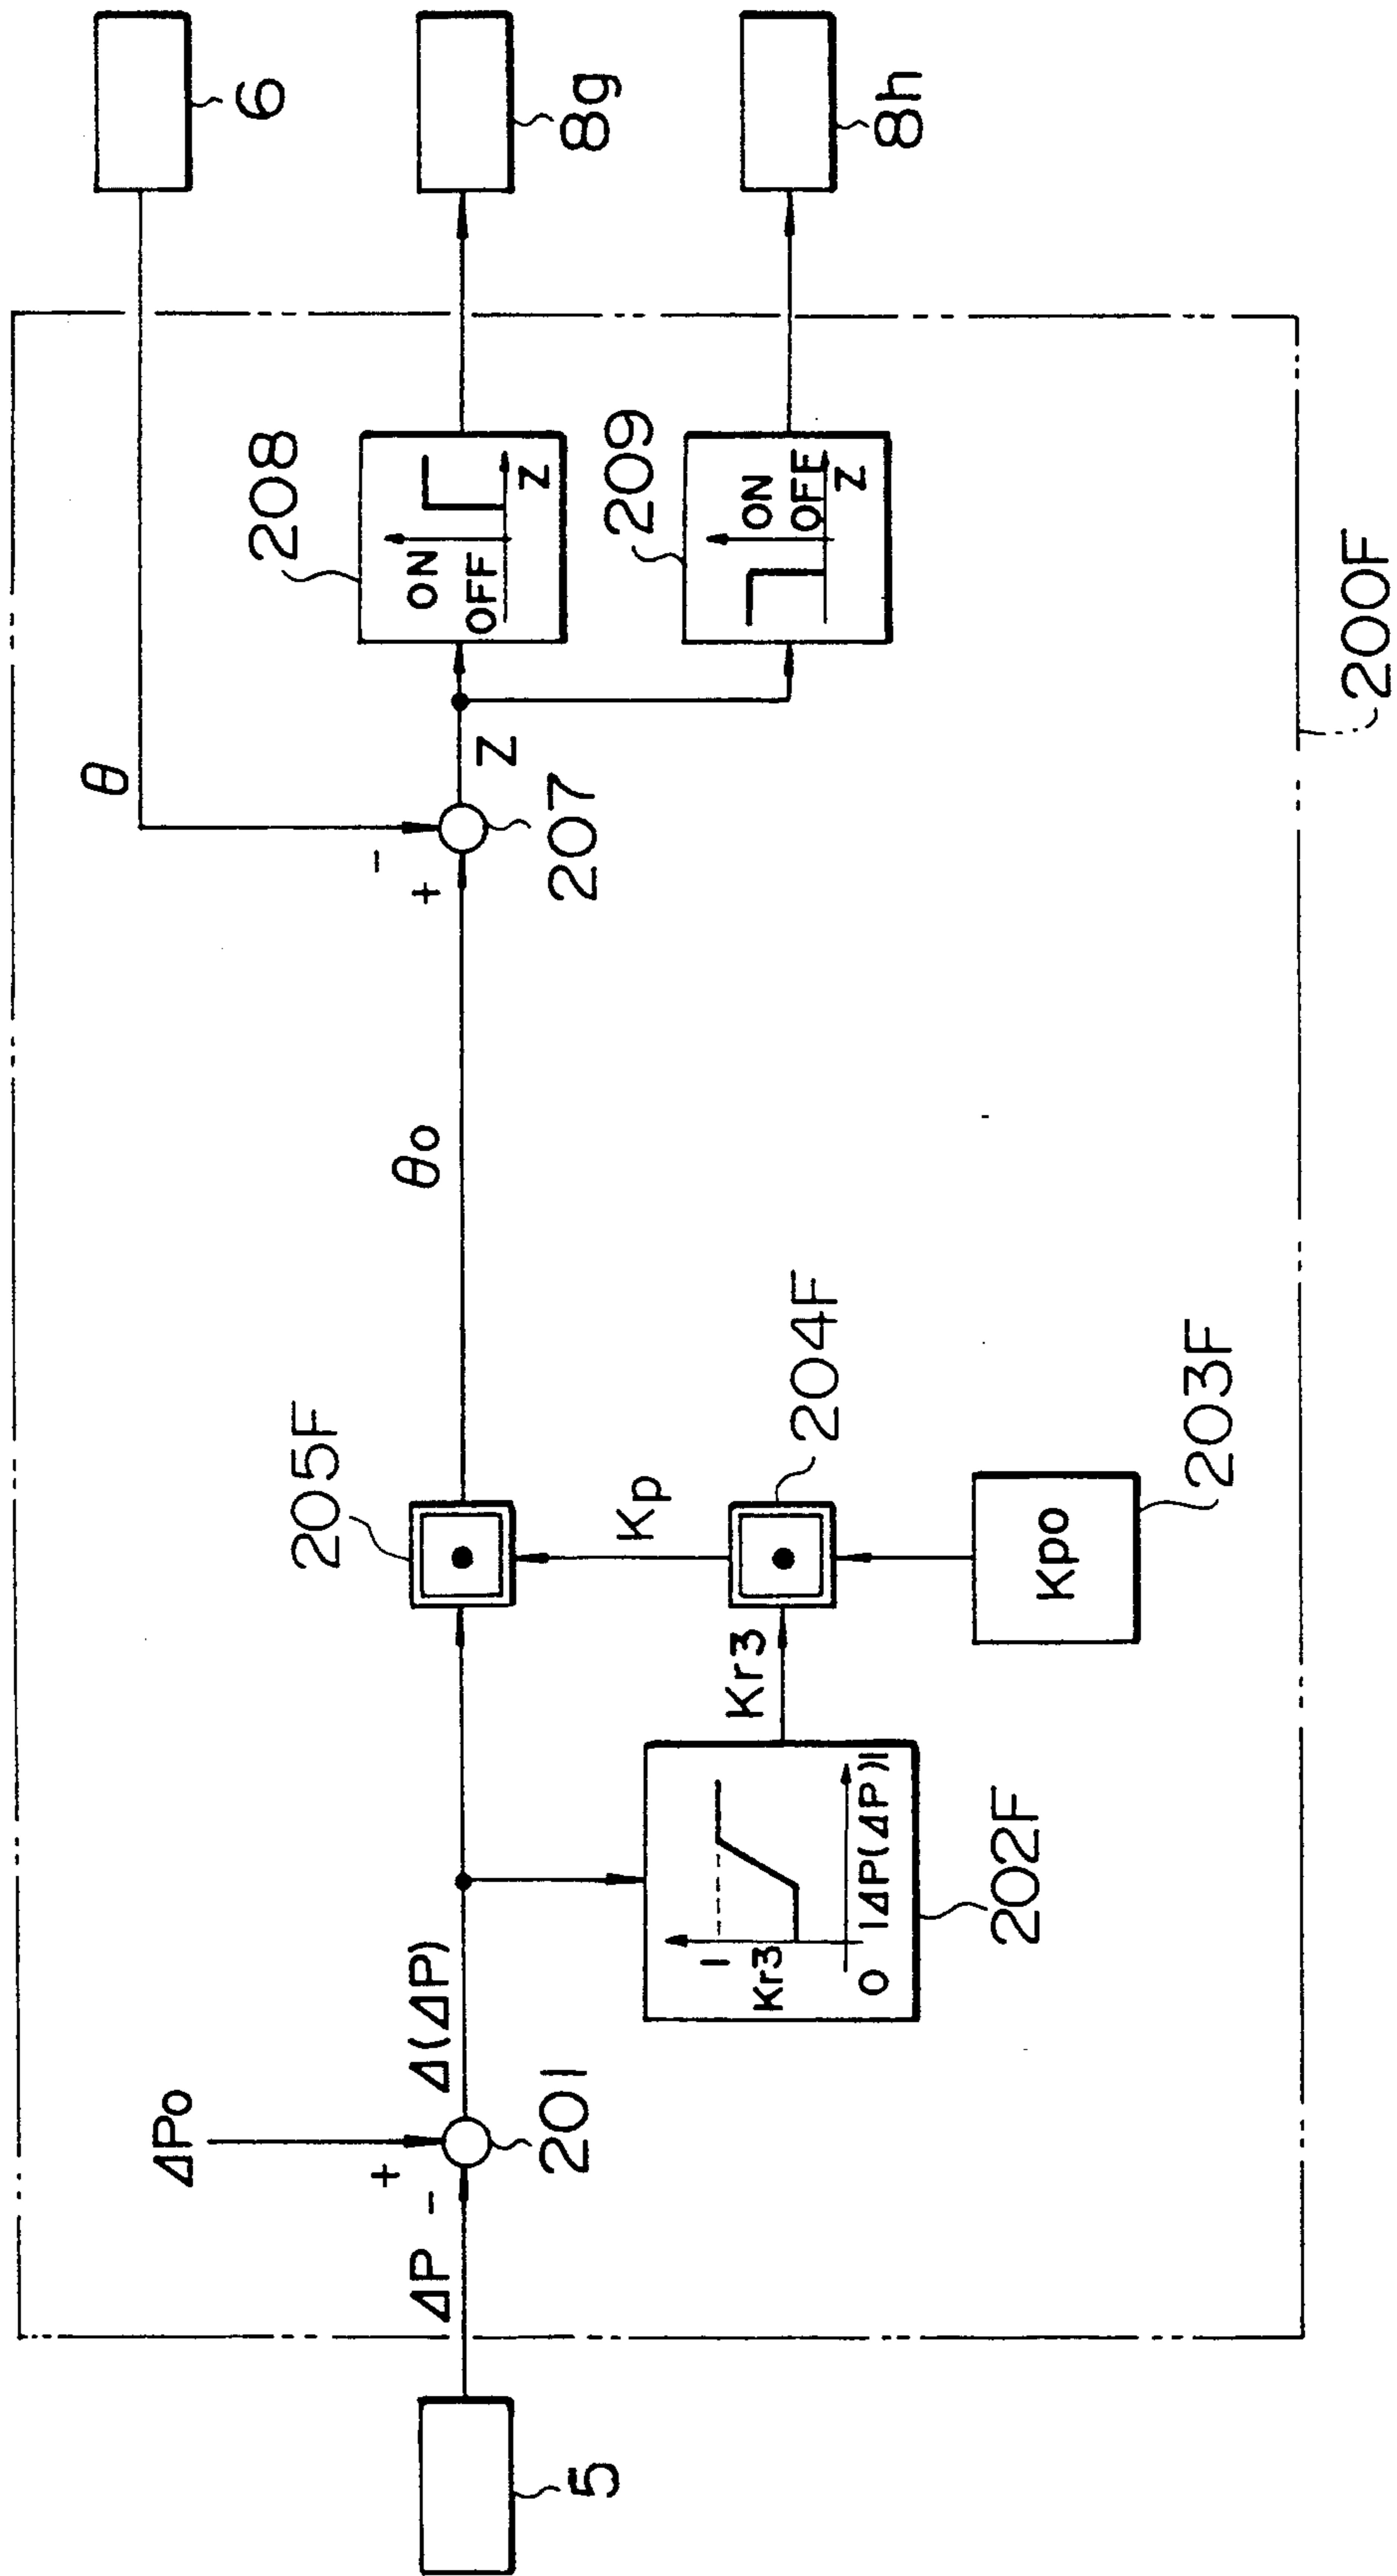 5
ΔP
-
+
ΔPo
201
Δ(ΔP)
1
Kr3
0
|ΔP(ΔP)|
202F
Kr3
Kpo
203F
204F
Kp
205F
θo
+
-
207
θ
Z
208
ON
OFF
Z
209
ON
OFF
Z
6
8g
8h
200F